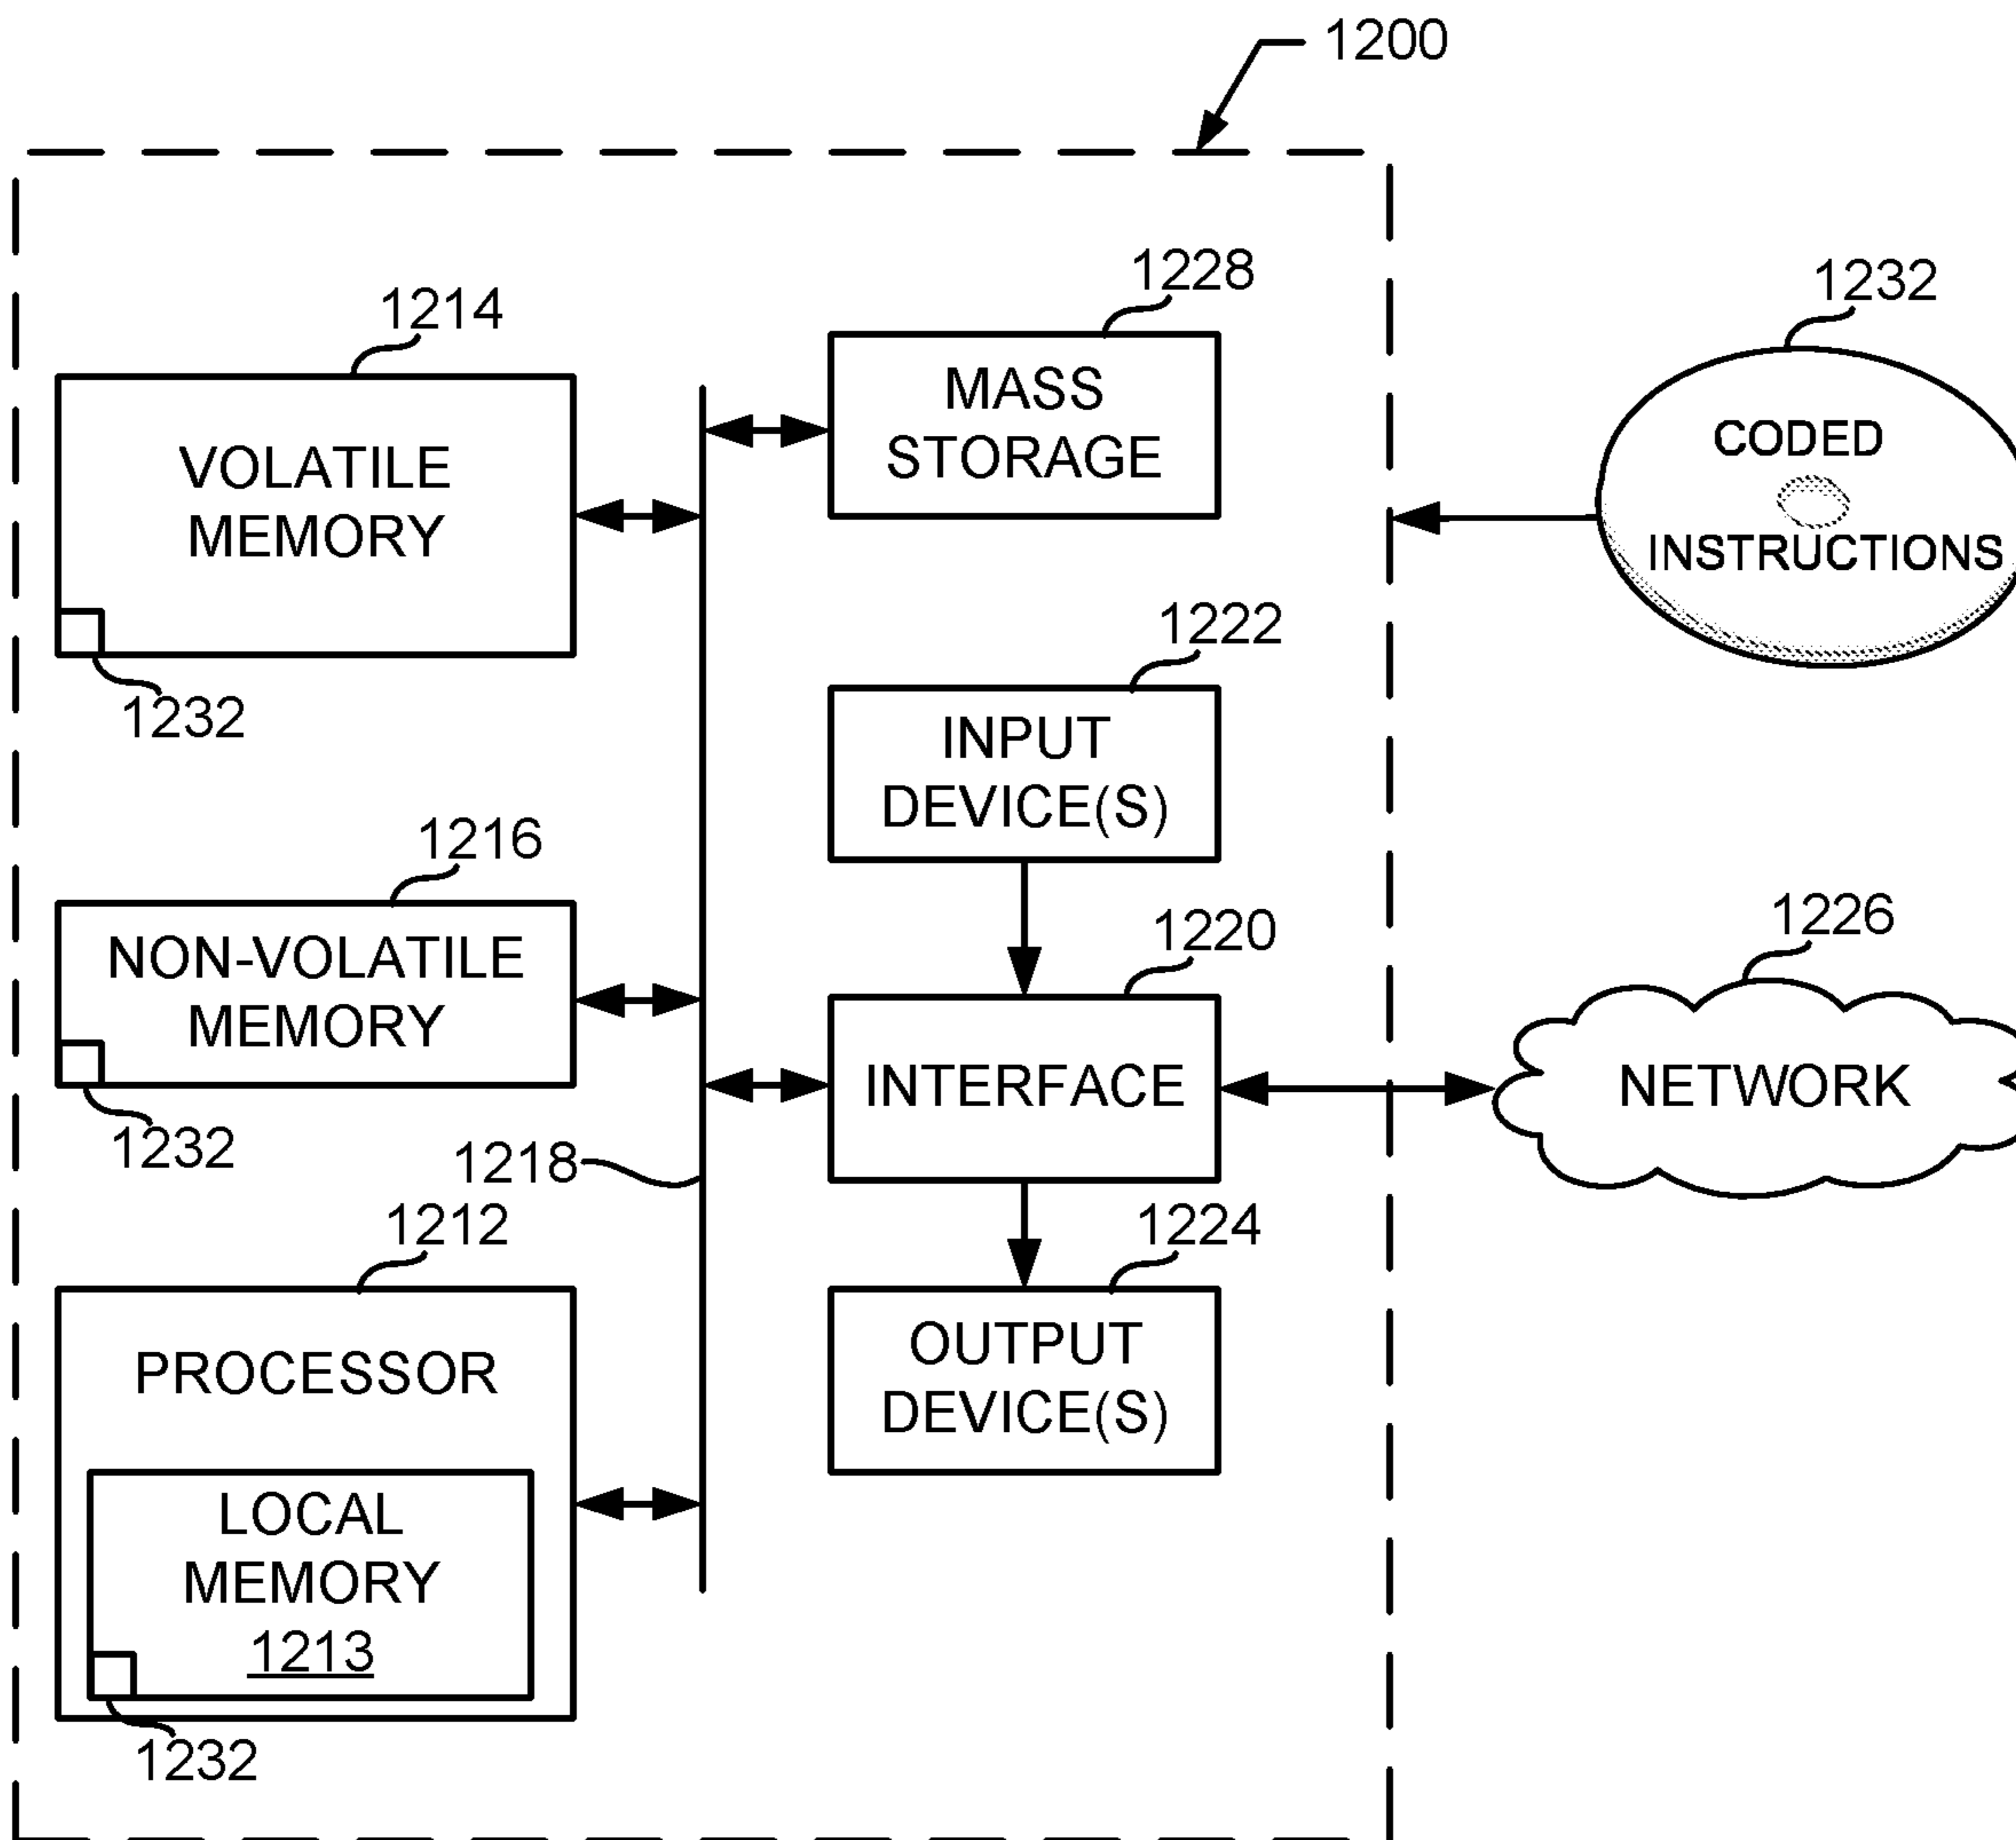 1200
1214
VOLATILE
MEMORY
1232
1228
MASS
STORAGE
1232
CODED
INSTRUCTIONS
1222
INPUT
DEVICE(S)
1216
NON-VOLATILE
MEMORY
1232
1220
INTERFACE
1226
NETWORK
1218
1212
PROCESSOR
LOCAL
MEMORY
1213
1232
1224
OUTPUT
DEVICE(S)